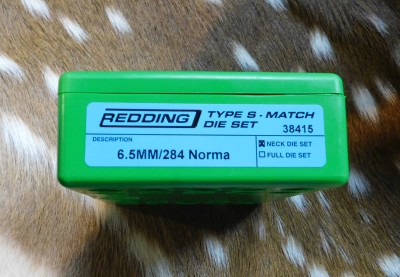 REDDING TYPE S - MATCH
DIE SET
38415
DESCRIPTION
6.5MM/284 Norma
NECK DIE SET
FULL DIE SET